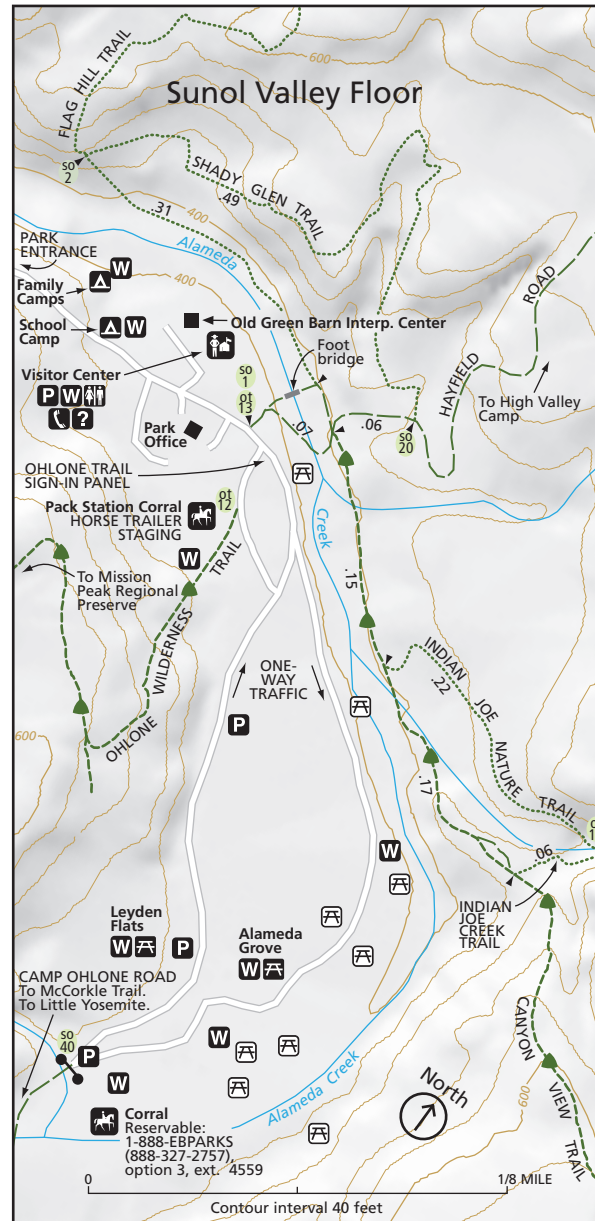 FLAG HILL TRAIL
600
Sunol Valley Floor
so
2
SHADY GLEN TRAIL
.49
.31
400
Alameda
PARK
ENTRANCE
W
Family
Camps
400
School
Camp
W
Old Green Barn Interp. Center
HAYFIELD ROAD
Visitor Center
P W
?
Foot
bridge
so
1
ot
13
To High Valley
Camp
Park
Office
.07
.06
so
20
OHLONE TRAIL
SIGN-IN PANEL
Pack Station Corral
HORSE TRAILER
STAGING
ot
12
Creek
W
To Mission
Peak Regional
Preserve
.15
OHLONE WILDERNESS TRAIL
ONE-
WAY
TRAFFIC
INDIAN JOE NATURE TRAIL
.22
P
600
.17
o
1
W
.06
INDIAN
JOE
CREEK
TRAIL
Leyden
Flats
W P
Alameda
Grove
W
CAMP OHLONE ROAD
To McCorkle Trail.
To Little Yosemite.
CANYON VIEW TRAIL
so
40
P
W
W
Alameda Creek
North
600
Corral
Reservable:
1-888-EBPARKS
(888-327-2757),
option 3, ext. 4559
0
1/8 MILE
Contour interval 40 feet